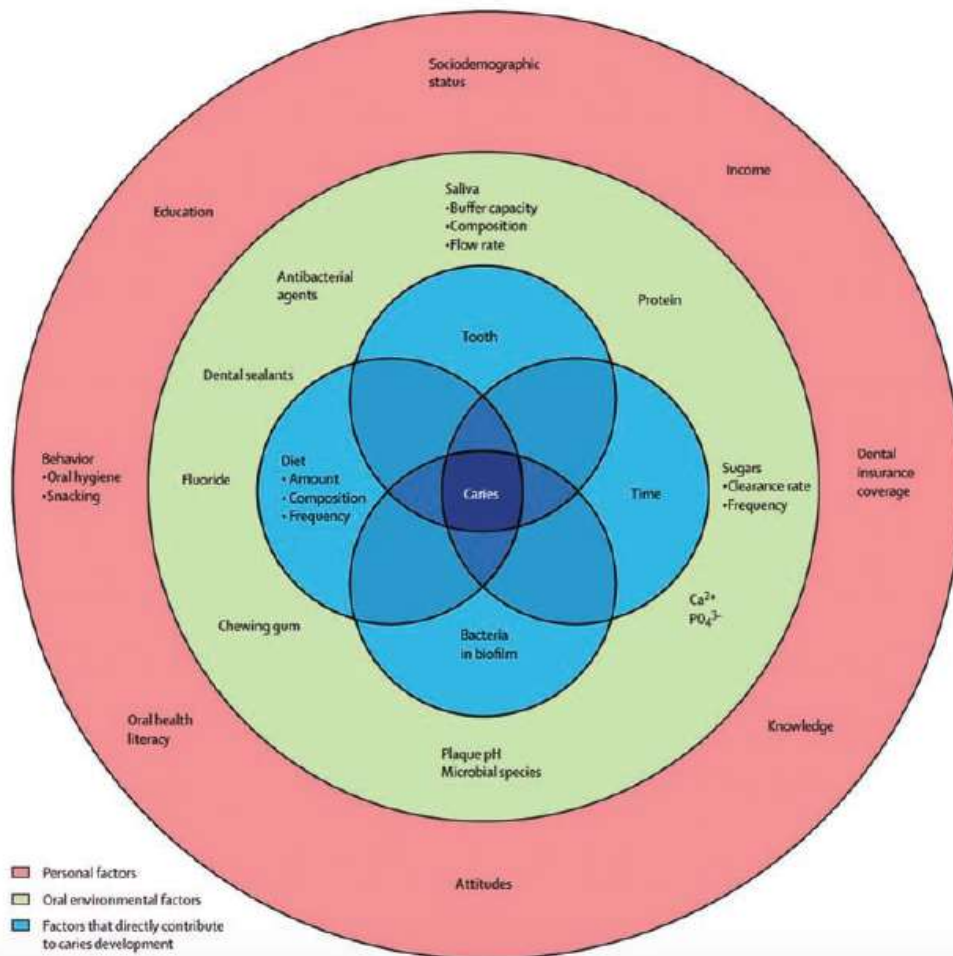 Sociodemographic
status
Income
Education
Saliva
•Buffer capacity
•Composition
•Flow rate
Antibacterial
agents
Protein
Tooth
Dental sealants
Behavior
•Oral hygiene
•Snacking
Fluoride
Diet
• Amount
• Composition
• Frequency
Caries
Time
Sugars
•Clearance rate
•Frequency
Dental
insurance
coverage
Ca²⁺
PO₄³⁻
Chewing gum
Bacteria
in biofilm
Oral health
literacy
Knowledge
Plaque pH
Microbial species
Attitudes
Personal factors
Oral environmental factors
Factors that directly contribute
to caries development